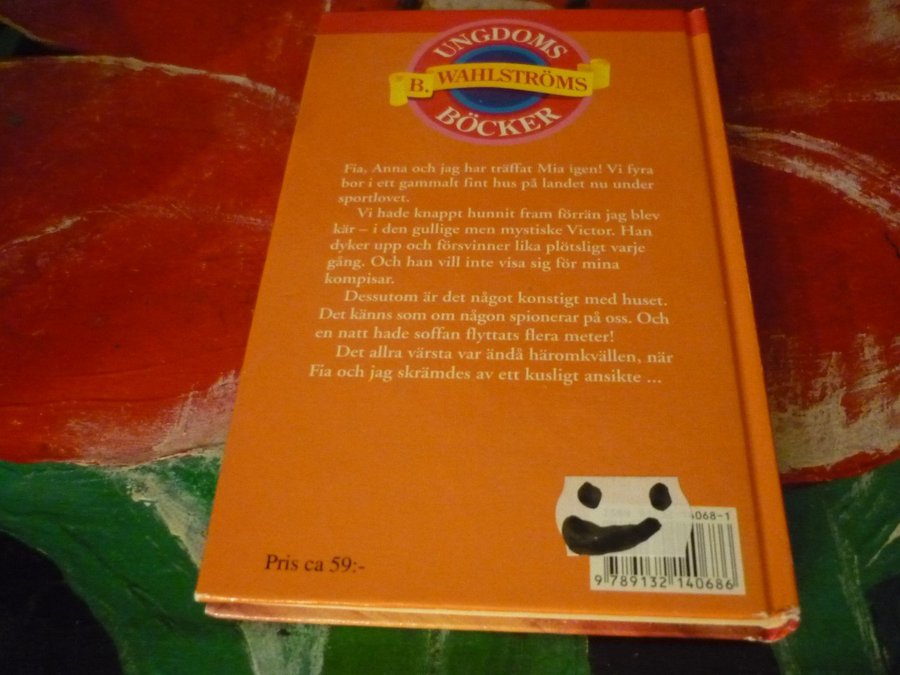 UNGDOMS
B. WAHLSTRÖMS
BÖCKER
Fia, Anna och jag har träffat Mia igen! Vi fyra
bor i ett gammalt fint hus på landet nu under
sportlovet.
Vi hade knappt hunnit fram förrän jag blev
kär – i den gullige men mystiske Victor. Han
dyker upp och försvinner lika plötsligt varje
gång. Och han vill inte visa sig för mina
kompisar.
Dessutom är det något konstigt med huset.
Det känns som om någon spionerar på oss. Och
en natt hade soffan flyttats flera meter!
Det allra värsta var ändå häromkvällen, när
Fia och jag skrämdes av ett kusligt ansikte ...
4068-1
Pris ca 59:-
9 789132 140686